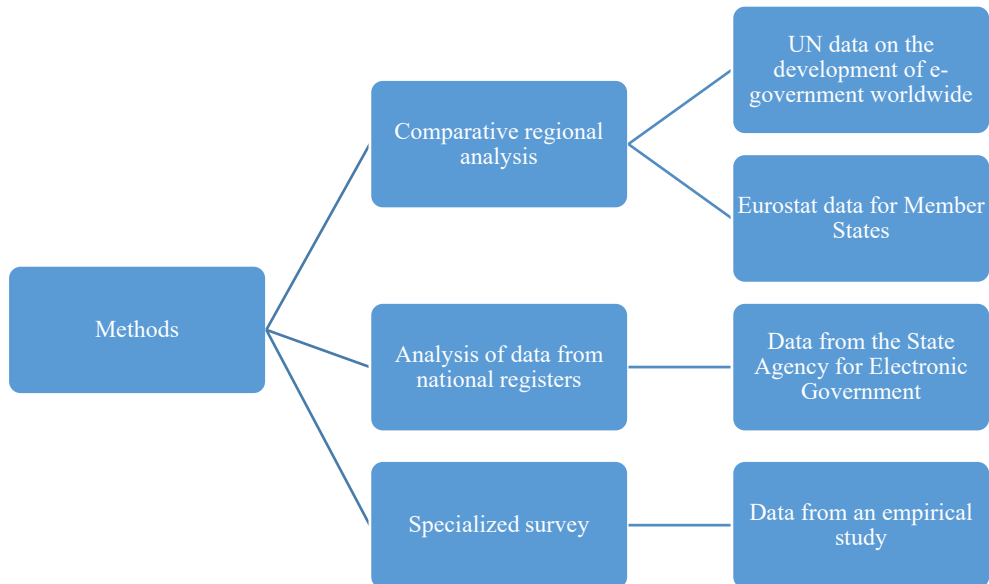 UN data on the
development of e-
government worldwide
Comparative regional
analysis
Eurostat data for Member
States
Methods
Analysis of data from
national registers
Data from the State
Agency for Electronic
Government
Specialized survey
Data from an empirical
study